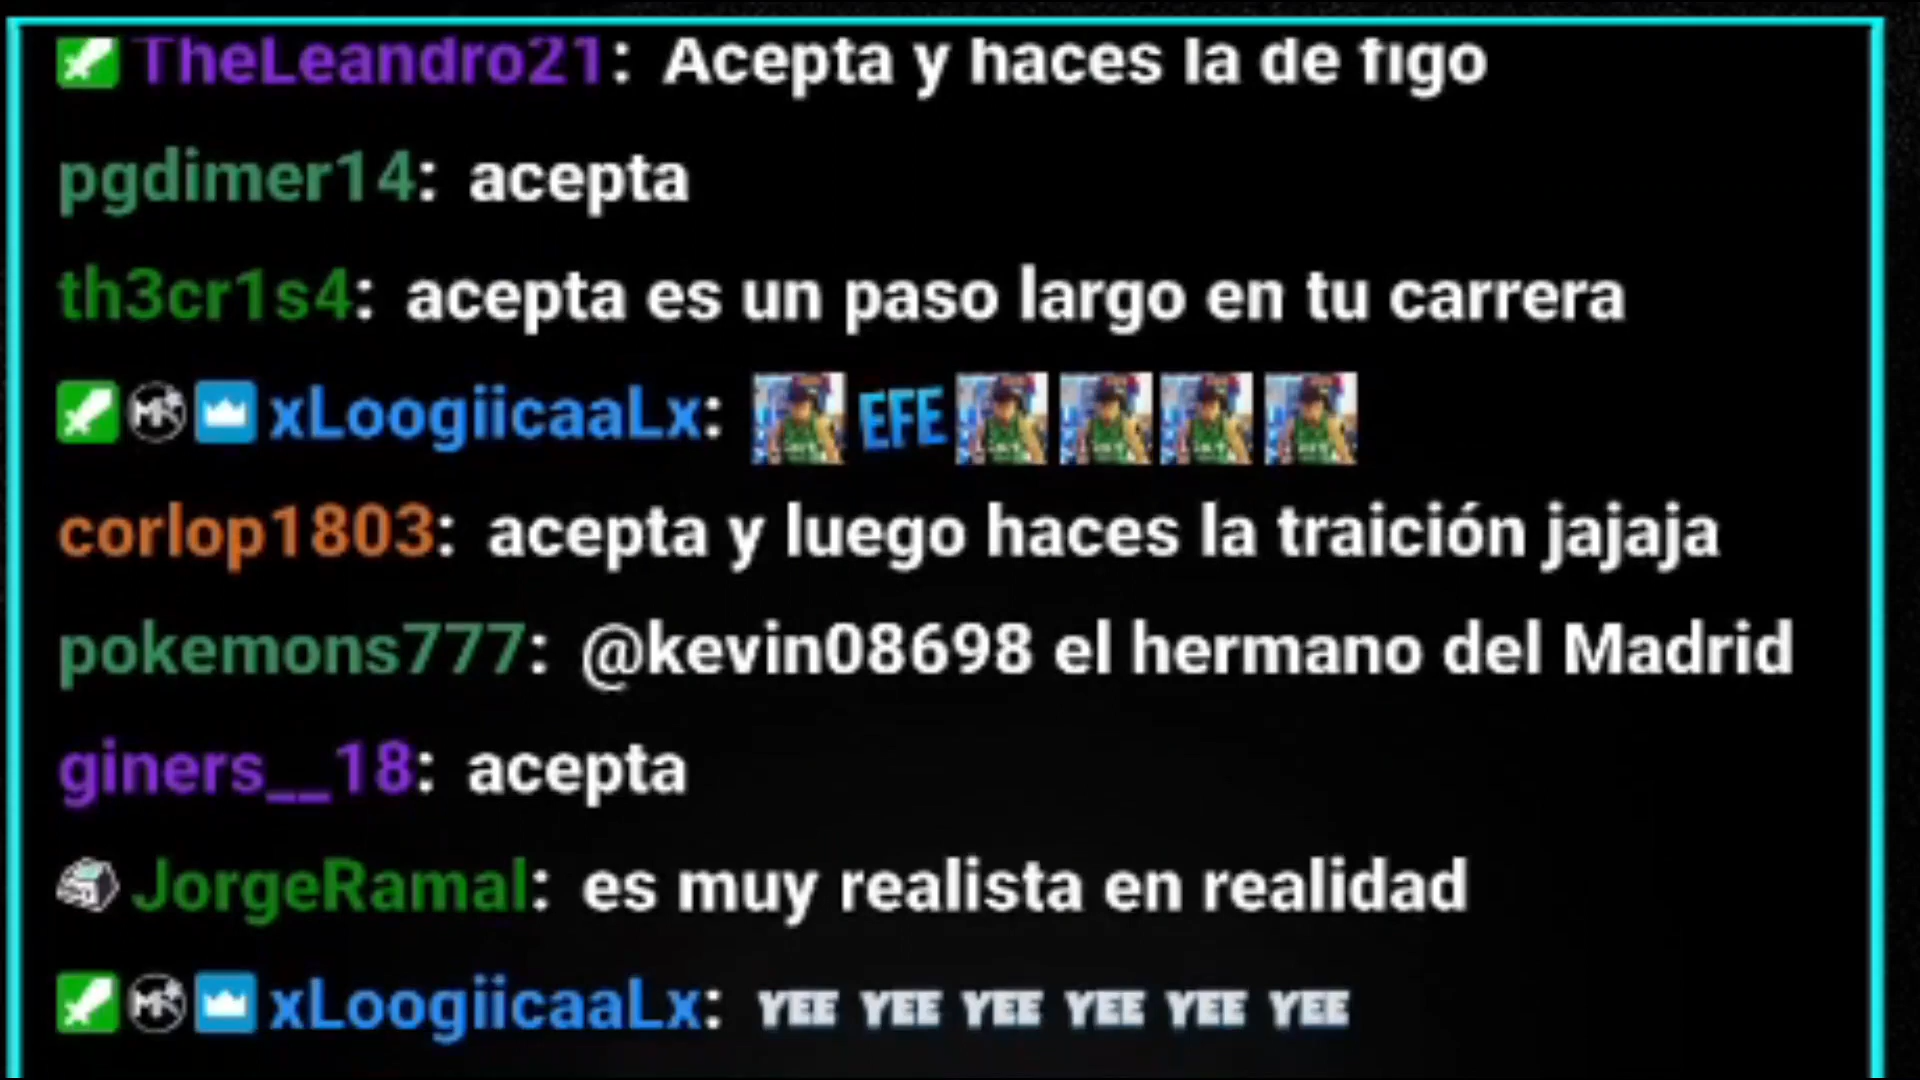 TheLeandro21: Acepta y haces la de figo
pgdimer14: acepta
th3cr1s4: acepta es un paso largo en tu carrera
xLoogiicaaLx: EFE
corlop1803: acepta y luego haces la traición jajaja
pokemons777: @kevin08698 el hermano del Madrid
giners__18: acepta
JorgeRamal: es muy realista en realidad
xLoogiicaaLx: YEE YEE YEE YEE YEE YEE